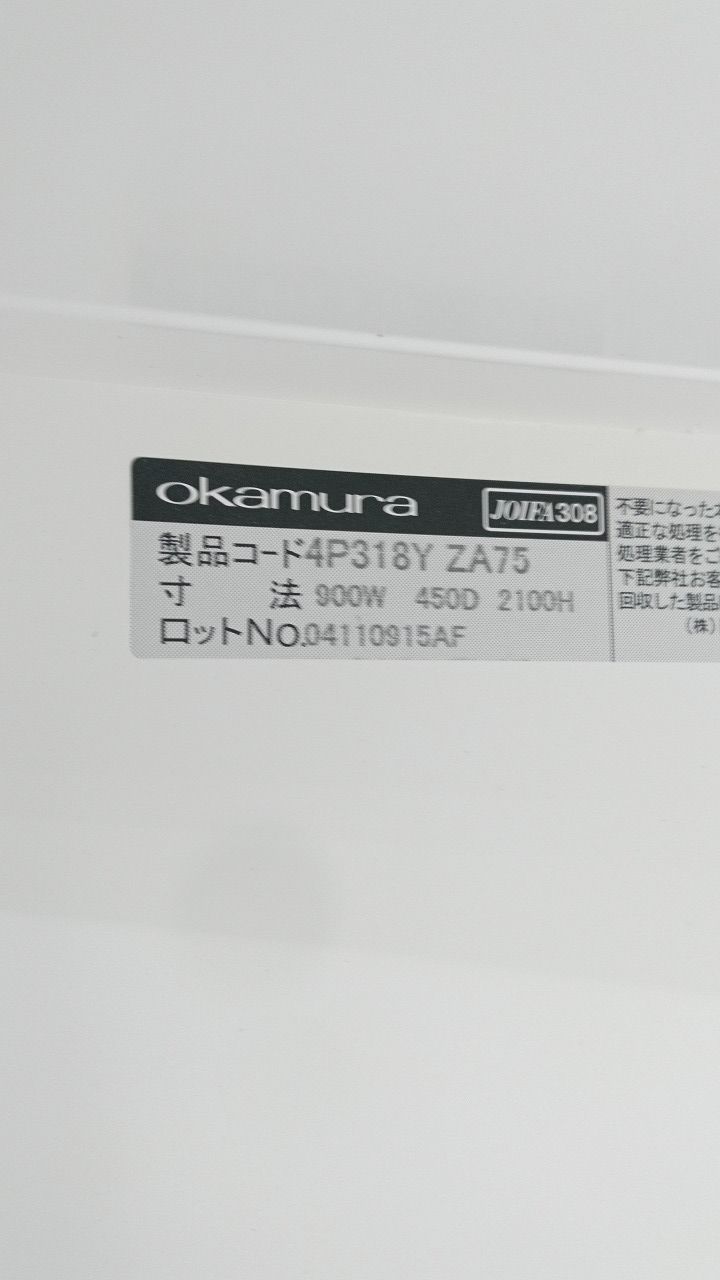 okamura JOIFA308
製品コード4P318Y ZA75
寸 法 900W 450D 2100H
ロットNo.04110915AF
不要になった
適正な処理を
処理業者をご
下記弊社お客
回収した製品
(株)